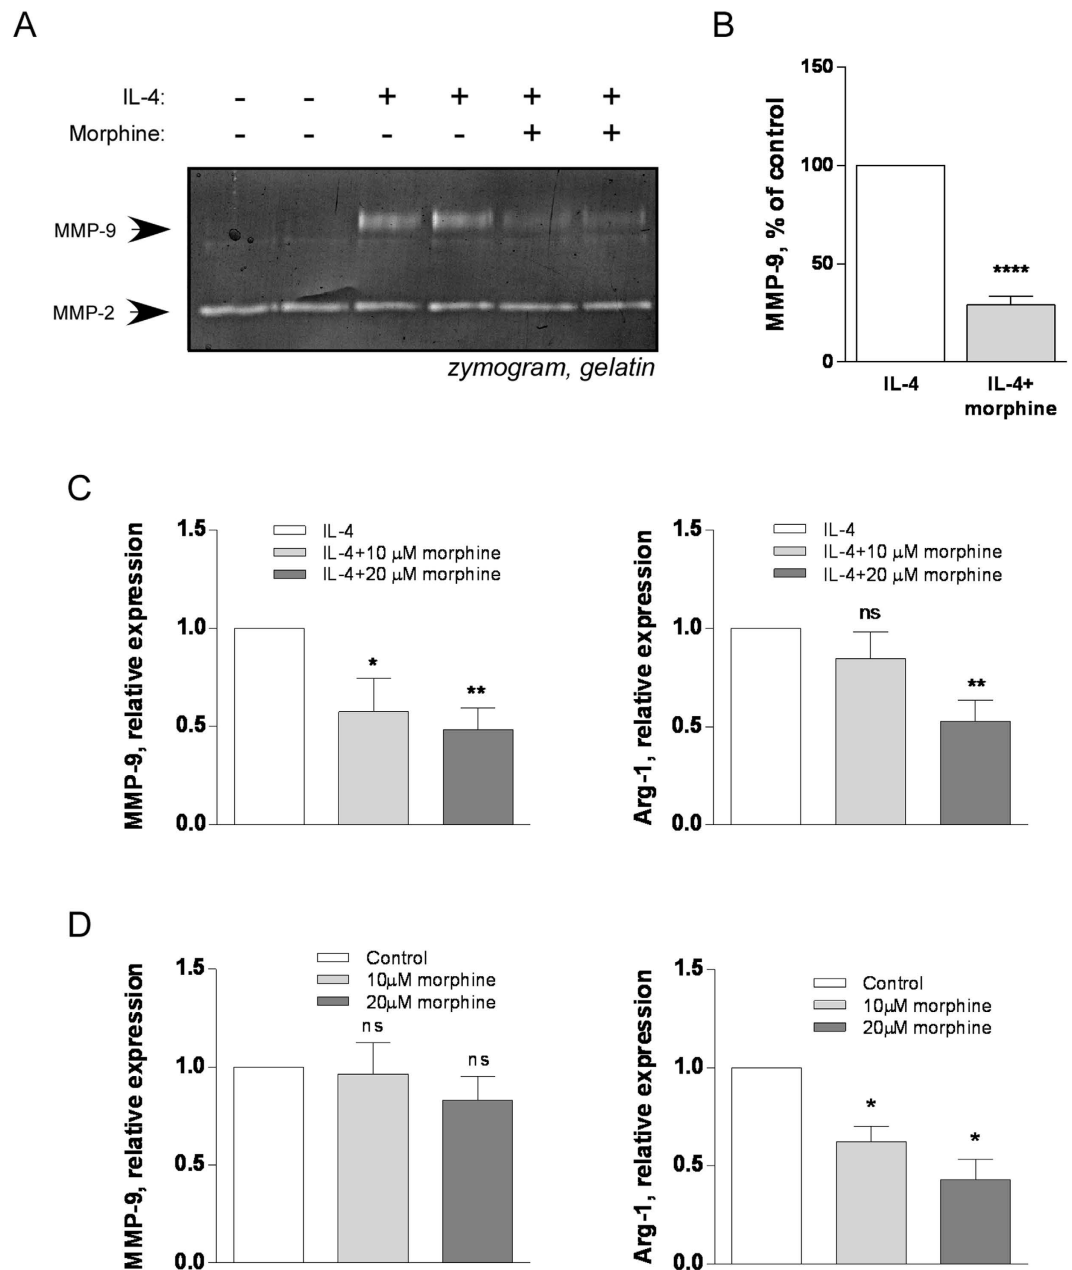 A
IL-4: - - + + + +
Morphine: - - - - + +
MMP-9
MMP-2
zymogram, gelatin
B
MMP-9, % of control
150
100
50
0
****
IL-4
IL-4+
morphine
C
MMP-9, relative expression
1.5
1.0
0.5
0.0
IL-4
IL-4+10 μM morphine
IL-4+20 μM morphine
*
**
Arg-1, relative expression
1.5
1.0
0.5
0.0
IL-4
IL-4+10 μM morphine
IL-4+20 μM morphine
ns
**
D
MMP-9, relative expression
1.5
1.0
0.5
0.0
Control
10μM morphine
20μM morphine
ns
ns
Arg-1, relative expression
1.5
1.0
0.5
0.0
Control
10μM morphine
20μM morphine
*
*